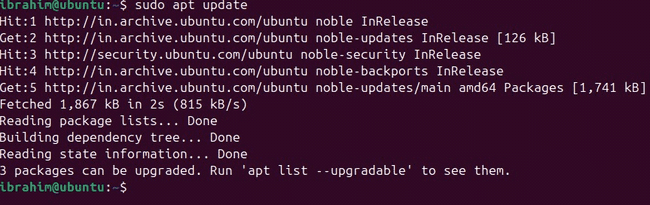 ibrahim@ubuntu:~$ sudo apt update
Hit:1 http://in.archive.ubuntu.com/ubuntu noble InRelease
Get:2 http://in.archive.ubuntu.com/ubuntu noble-updates InRelease [126 kB]
Hit:3 http://security.ubuntu.com/ubuntu noble-security InRelease
Hit:4 http://in.archive.ubuntu.com/ubuntu noble-backports InRelease
Get:5 http://in.archive.ubuntu.com/ubuntu noble-updates/main amd64 Packages [1,741 kB]
Fetched 1,867 kB in 2s (815 kB/s)
Reading package lists... Done
Building dependency tree... Done
Reading state information... Done
3 packages can be upgraded. Run 'apt list --upgradable' to see them.
ibrahim@ubuntu:~$